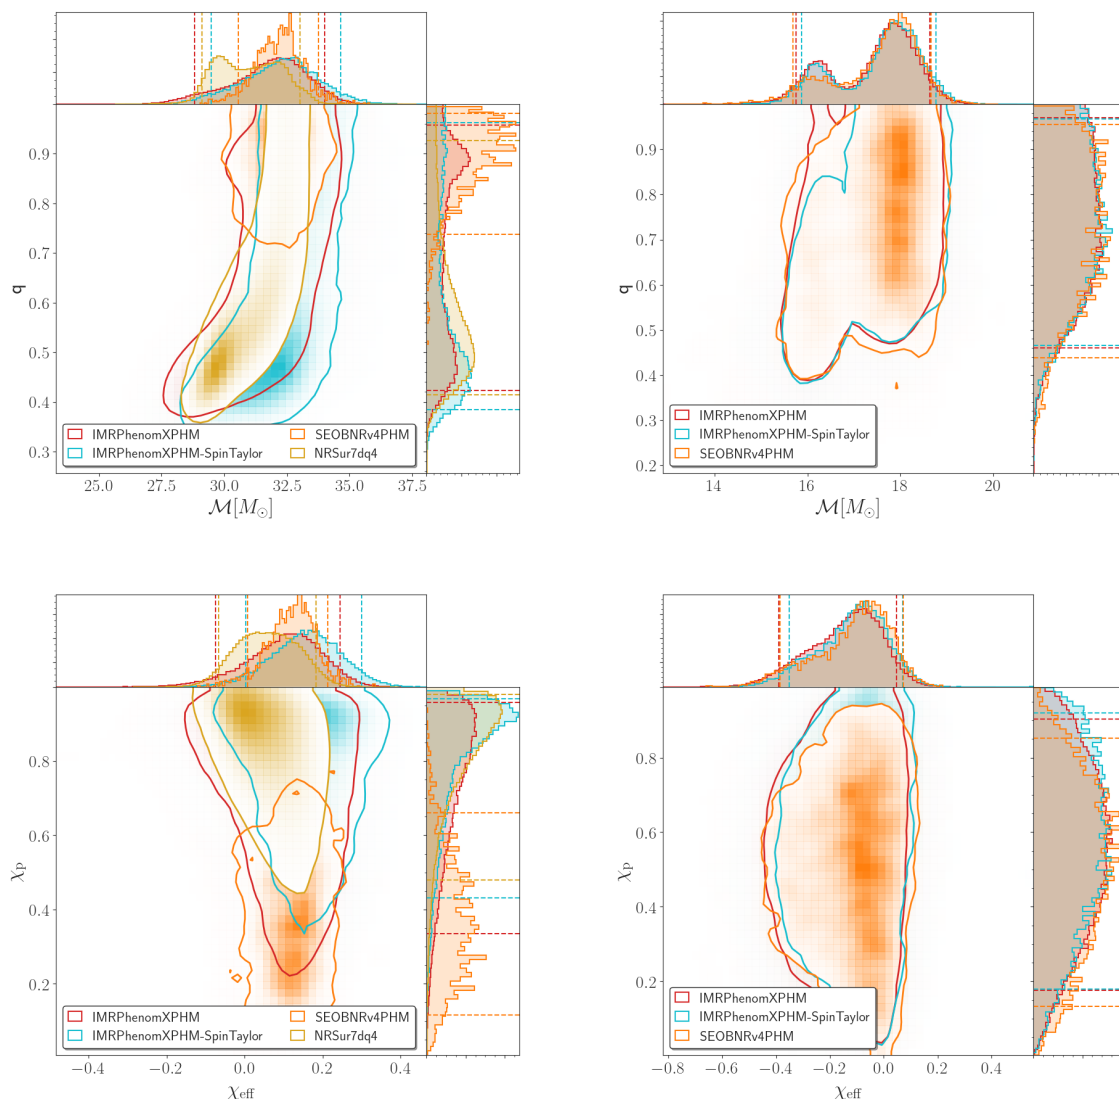 0.9
0.8
0.7
0.6
0.5
0.4
0.3
q
25.0 27.5 30.0 32.5 35.0 37.5
ℳ[M⊙]
IMRPhenomXPHM SEOBNRv4PHM
IMRPhenomXPHM-SpinTaylor NRSur7dq4
0.9
0.8
0.7
0.6
0.5
0.4
0.3
0.2
q
14 16 18 20
ℳ[M⊙]
IMRPhenomXPHM
IMRPhenomXPHM-SpinTaylor
SEOBNRv4PHM
0.8
0.6
0.4
0.2
χp
−0.4 −0.2 0.0 0.2 0.4
χeff
IMRPhenomXPHM SEOBNRv4PHM
IMRPhenomXPHM-SpinTaylor NRSur7dq4
0.8
0.6
0.4
0.2
χp
−0.8 −0.6 −0.4 −0.2 0.0 0.2 0.4
χeff
IMRPhenomXPHM
IMRPhenomXPHM-SpinTaylor
SEOBNRv4PHM